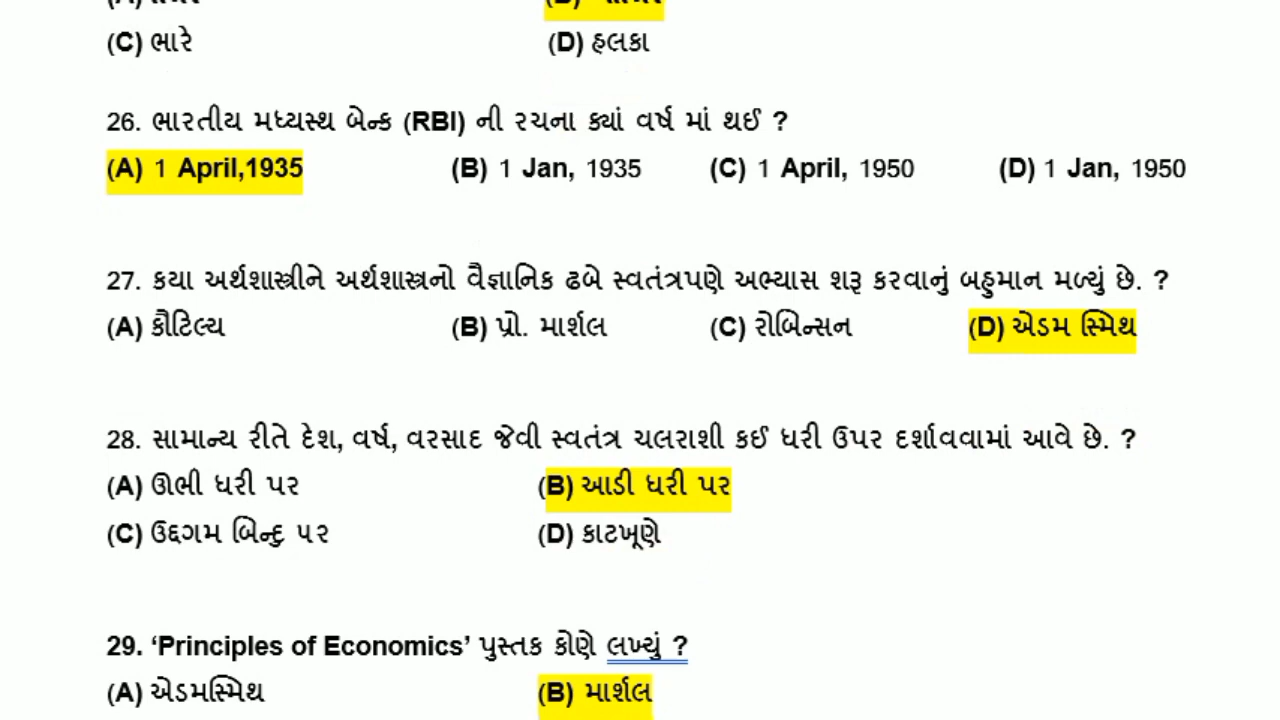 (C) ભારે (D) હલકા
26. ભારતીય મધ્યસ્થ બેન્ક (RBI) ની રચના ક્યાં વર્ષ માં થઈ ?
(A) 1 April,1935 (B) 1 Jan, 1935 (C) 1 April, 1950 (D) 1 Jan, 1950
27. કયા અર્થશાસ્ત્રીને અર્થશાસ્ત્રનો વૈજ્ઞાનિક ઢબે સ્વતંત્રપણે અભ્યાસ શરૂ કરવાનું બહુમાન મળ્યું છે. ?
(A) કૌટિલ્ય (B) પ્રો. માર્શલ (C) રોબિન્સન (D) એડમ સ્મિથ
28. સામાન્ય રીતે દેશ, વર્ષ, વરસાદ જેવી સ્વતંત્ર ચલરાશી કઈ ધરી ઉપર દર્શાવવામાં આવે છે. ?
(A) ઊભી ધરી પર (B) આડી ધરી પર
(C) ઉદ્દગમ બિન્દુ પર (D) કાટખૂણે
29. ‘Principles of Economics’ પુસ્તક કોણે લખ્યું ?
(A) એડમસ્મિથ (B) માર્શલ